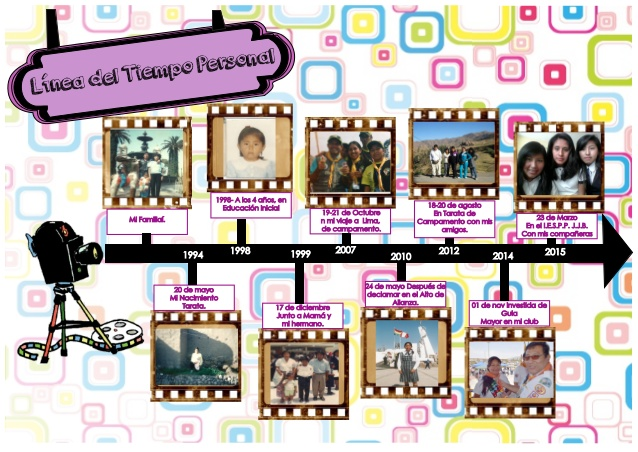 Línea del Tiempo Personal
Mi Familial.
1998- A los 4 años, en
Educación Inicial
19-21 de Octubre
n mi viaje a Lima,
de campamento.
18-20 de agosto
En Tarata de
Campamento con mis
amigos.
23 de Marzo
En el I.E.S.P.P. J.J.B.
Con mis compañeras
1994
1998
1999
2007
2010
2012
2014
2015
20 de mayo
Mi Nacimiento
Tarata.
17 de diciembre
Junto a Mamá y
mi hermano.
24 de mayo Después de
declamar en el Alto de
Alianza.
01 de nov Investida de
Guía
Mayor en mi club